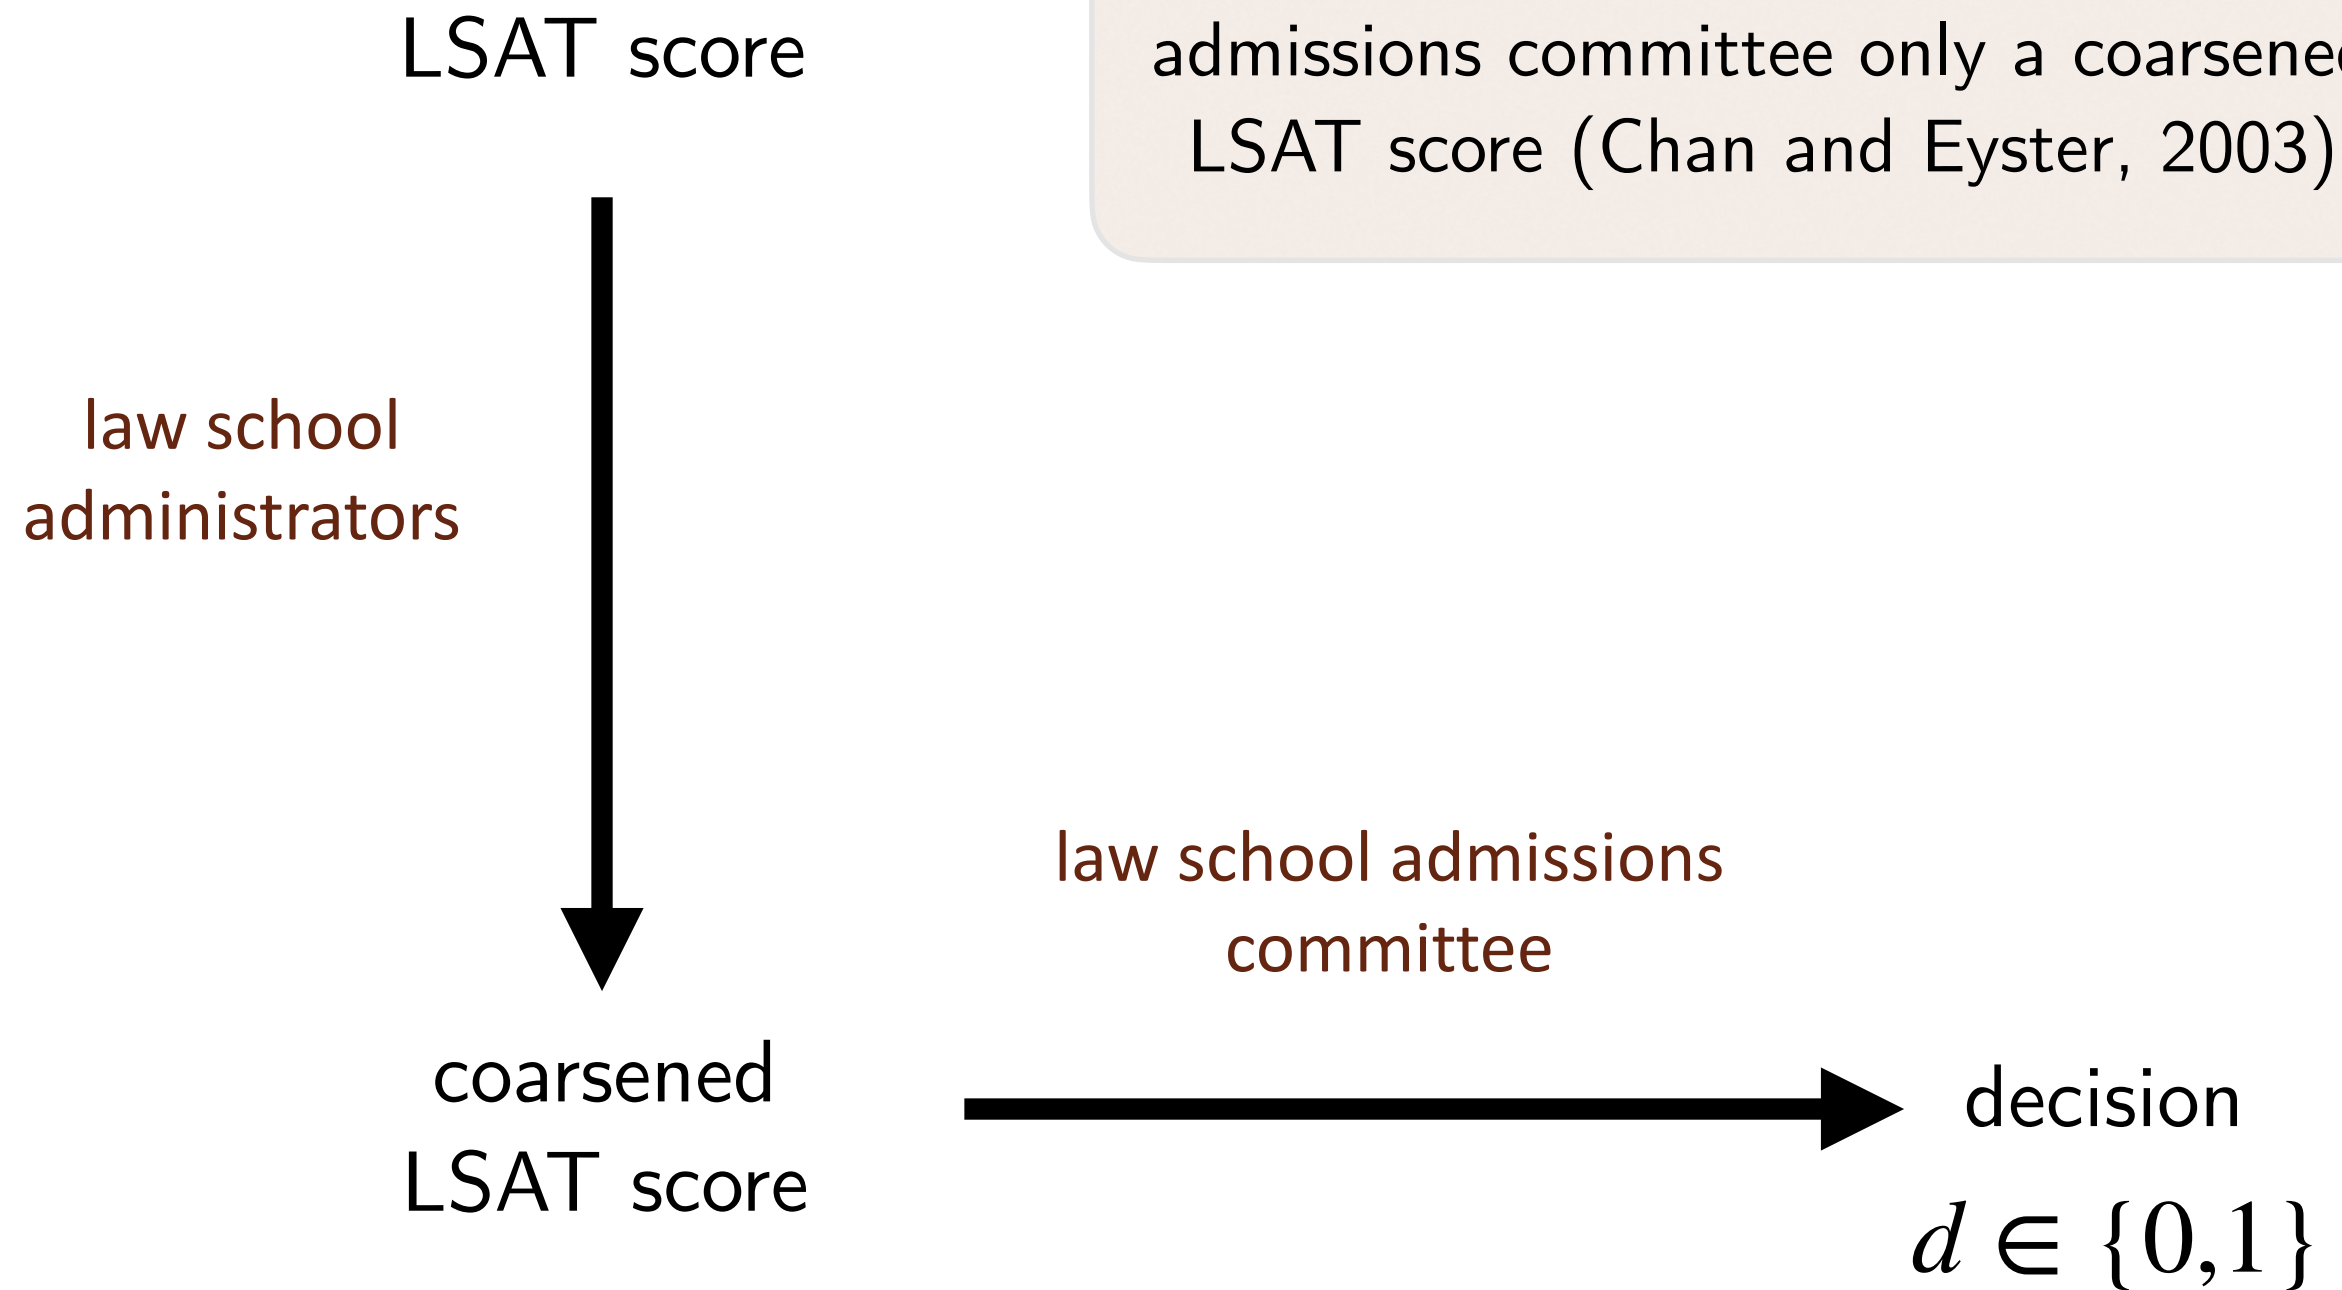 LSAT score
admissions committee only a coarsened
LSAT score (Chan and Eyster, 2003)
law school
administrators
law school admissions
committee
coarsened
LSAT score
decision
d ∈ {0,1}